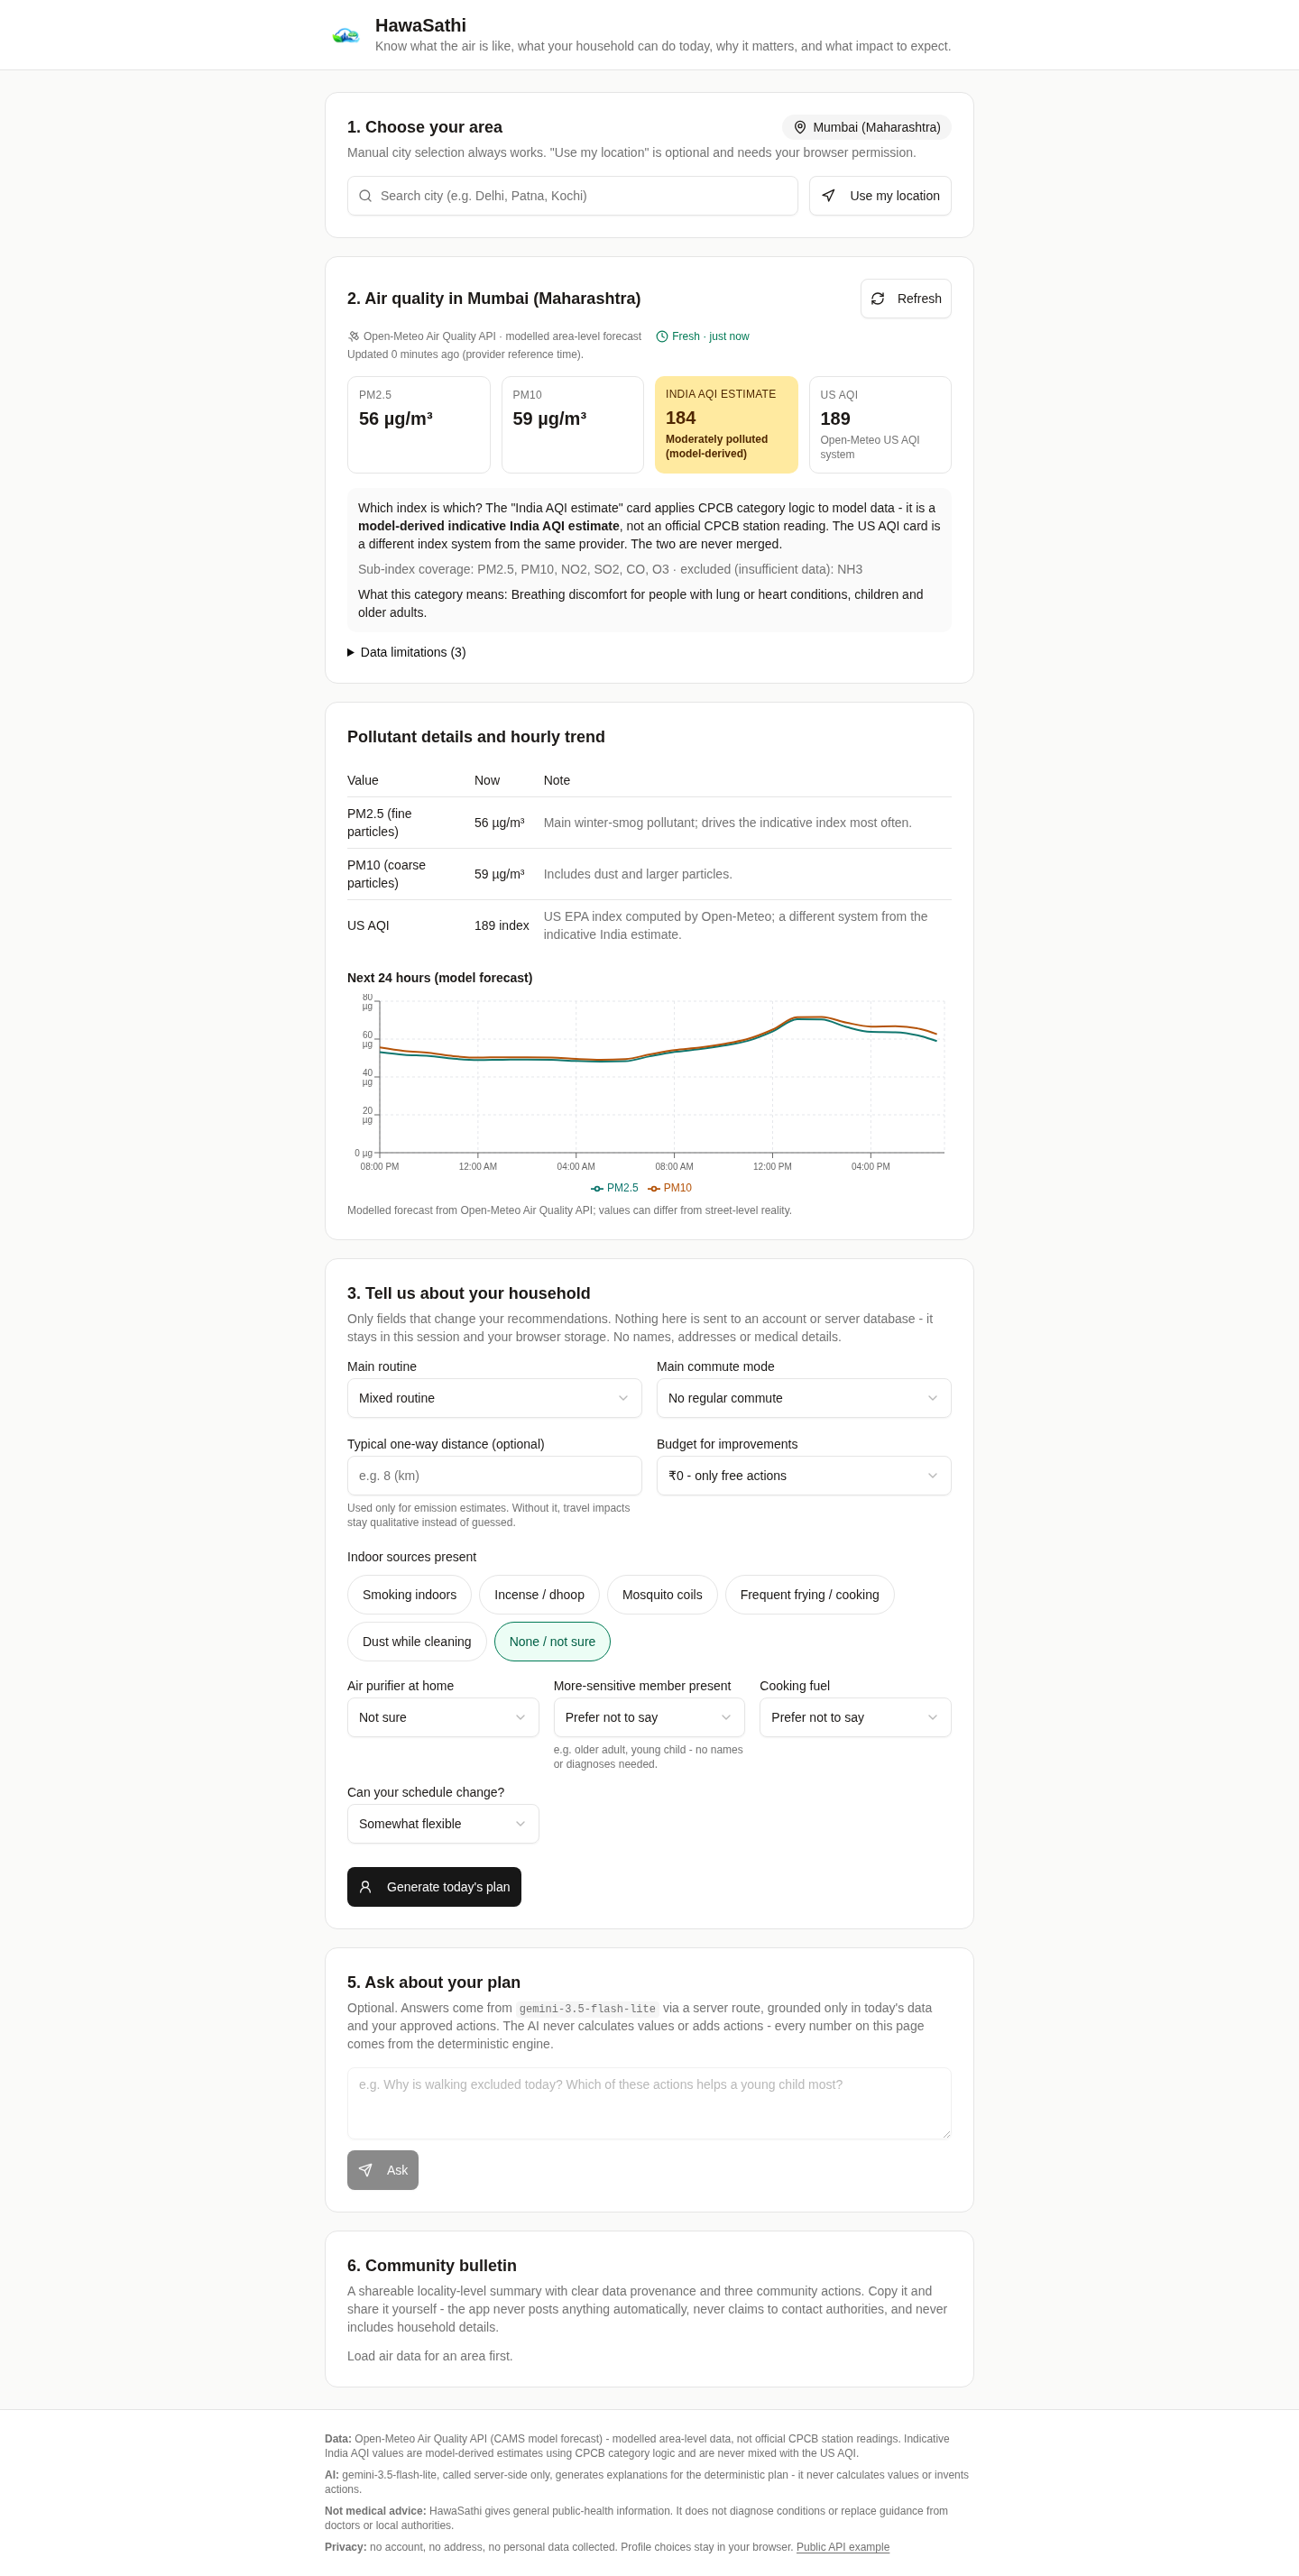 HawaSathi
Know what the air is like, what your household can do today, why it matters, and what impact to expect.
1. Choose your area
Mumbai (Maharashtra)
Manual city selection always works. "Use my location" is optional and needs your browser permission.
Search city (e.g. Delhi, Patna, Kochi)
Use my location
2. Air quality in Mumbai (Maharashtra)
Refresh
Open-Meteo Air Quality API · modelled area-level forecast
Fresh · just now
Updated 0 minutes ago (provider reference time).
PM2.5
56 µg/m³
PM10
59 µg/m³
INDIA AQI ESTIMATE
184
Moderately polluted
(model-derived)
US AQI
189
Open-Meteo US AQI
system
Which index is which? The "India AQI estimate" card applies CPCB category logic to model data - it is a
model-derived indicative India AQI estimate, not an official CPCB station reading. The US AQI card is
a different index system from the same provider. The two are never merged.
Sub-index coverage: PM2.5, PM10, NO2, SO2, CO, O3 · excluded (insufficient data): NH3
What this category means: Breathing discomfort for people with lung or heart conditions, children and
older adults.
Data limitations (3)
Pollutant details and hourly trend
Value Now Note
PM2.5 (fine
particles)
56 µg/m³
Main winter-smog pollutant; drives the indicative index most often.
PM10 (coarse
particles)
59 µg/m³
Includes dust and larger particles.
US AQI
189 index
US EPA index computed by Open-Meteo; a different system from the
indicative India estimate.
Next 24 hours (model forecast)
80
µg
60
µg
40
µg
20
µg
0 µg
08:00 PM 12:00 AM 04:00 AM 08:00 AM 12:00 PM 04:00 PM
PM2.5 PM10
Modelled forecast from Open-Meteo Air Quality API; values can differ from street-level reality.
3. Tell us about your household
Only fields that change your recommendations. Nothing here is sent to an account or server database - it
stays in this session and your browser storage. No names, addresses or medical details.
Main routine
Mixed routine
Main commute mode
No regular commute
Typical one-way distance (optional)
e.g. 8 (km)
Used only for emission estimates. Without it, travel impacts
stay qualitative instead of guessed.
Budget for improvements
₹0 - only free actions
Indoor sources present
Smoking indoors
Incense / dhoop
Mosquito coils
Frequent frying / cooking
Dust while cleaning
None / not sure
Air purifier at home
Not sure
More-sensitive member present
Prefer not to say
e.g. older adult, young child - no names
or diagnoses needed.
Cooking fuel
Prefer not to say
Can your schedule change?
Somewhat flexible
Generate today's plan
5. Ask about your plan
Optional. Answers come from gemini-3.5-flash-lite via a server route, grounded only in today's data
and your approved actions. The AI never calculates values or adds actions - every number on this page
comes from the deterministic engine.
e.g. Why is walking excluded today? Which of these actions helps a young child most?
Ask
6. Community bulletin
A shareable locality-level summary with clear data provenance and three community actions. Copy it and
share it yourself - the app never posts anything automatically, never claims to contact authorities, and never
includes household details.
Load air data for an area first.
Data: Open-Meteo Air Quality API (CAMS model forecast) - modelled area-level data, not official CPCB station readings. Indicative
India AQI values are model-derived estimates using CPCB category logic and are never mixed with the US AQI.
AI: gemini-3.5-flash-lite, called server-side only, generates explanations for the deterministic plan - it never calculates values or invents
actions.
Not medical advice: HawaSathi gives general public-health information. It does not diagnose conditions or replace guidance from
doctors or local authorities.
Privacy: no account, no address, no personal data collected. Profile choices stay in your browser. Public API example